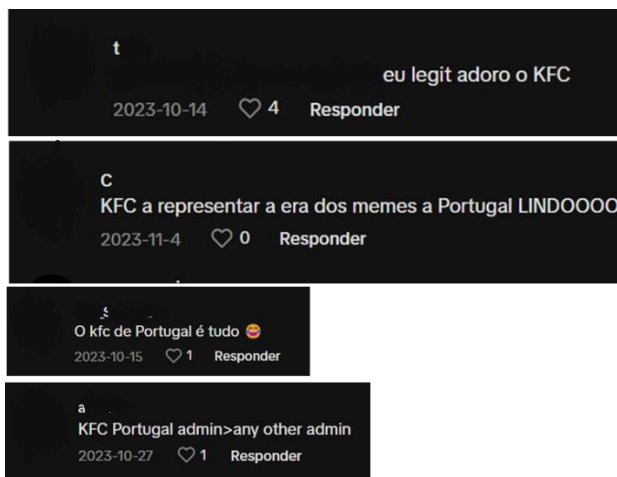 t
eu legit adoro o KFC
2023-10-14 4 Responder
C
KFC a representar a era dos memes a Portugal LINDOOOO
2023-11-4 0 Responder
O kfc de Portugal é tudo 😂
2023-10-15 1 Responder
a
KFC Portugal admin>any other admin
2023-10-27 1 Responder